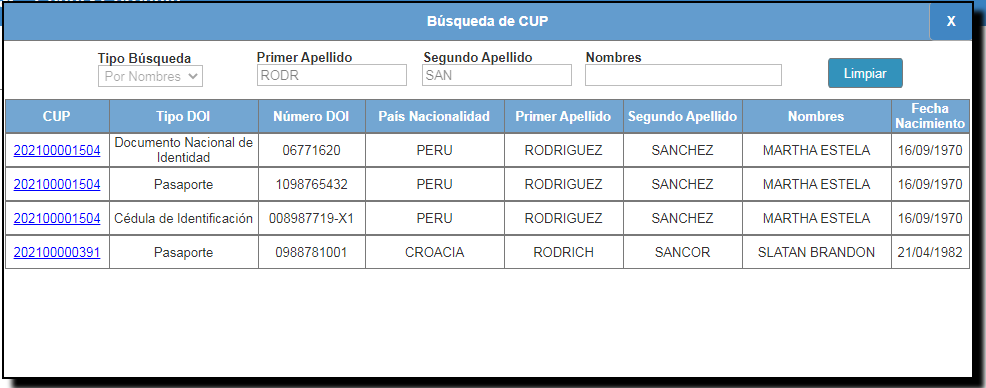 Búsqueda de CUP
X
Tipo Búsqueda Primer Apellido Segundo Apellido Nombres
Por Nombres RODR SAN Limpiar
CUP Tipo DOI Número DOI País Nacionalidad Primer Apellido Segundo Apellido Nombres Fecha Nacimiento
202100001504 Documento Nacional de Identidad 06771620 PERU RODRIGUEZ SANCHEZ MARTHA ESTELA 16/09/1970
202100001504 Pasaporte 1098765432 PERU RODRIGUEZ SANCHEZ MARTHA ESTELA 16/09/1970
202100001504 Cédula de Identificación 008987719-X1 PERU RODRIGUEZ SANCHEZ MARTHA ESTELA 16/09/1970
202100000391 Pasaporte 0988781001 CROACIA RODRICH SANCOR SLATAN BRANDON 21/04/1982